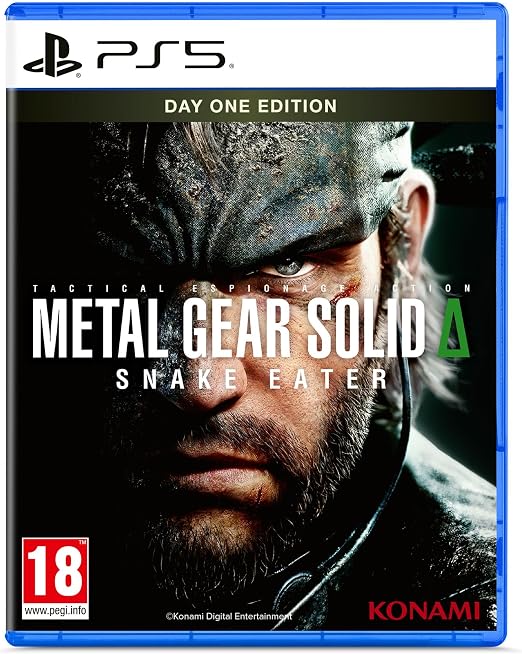 PS5
DAY ONE EDITION
TACTICAL ESPIONAGE ACTION
METAL GEAR SOLID Δ
SNAKE EATER
18
www.pegi.info
©Konami Digital Entertainment
KONAMI